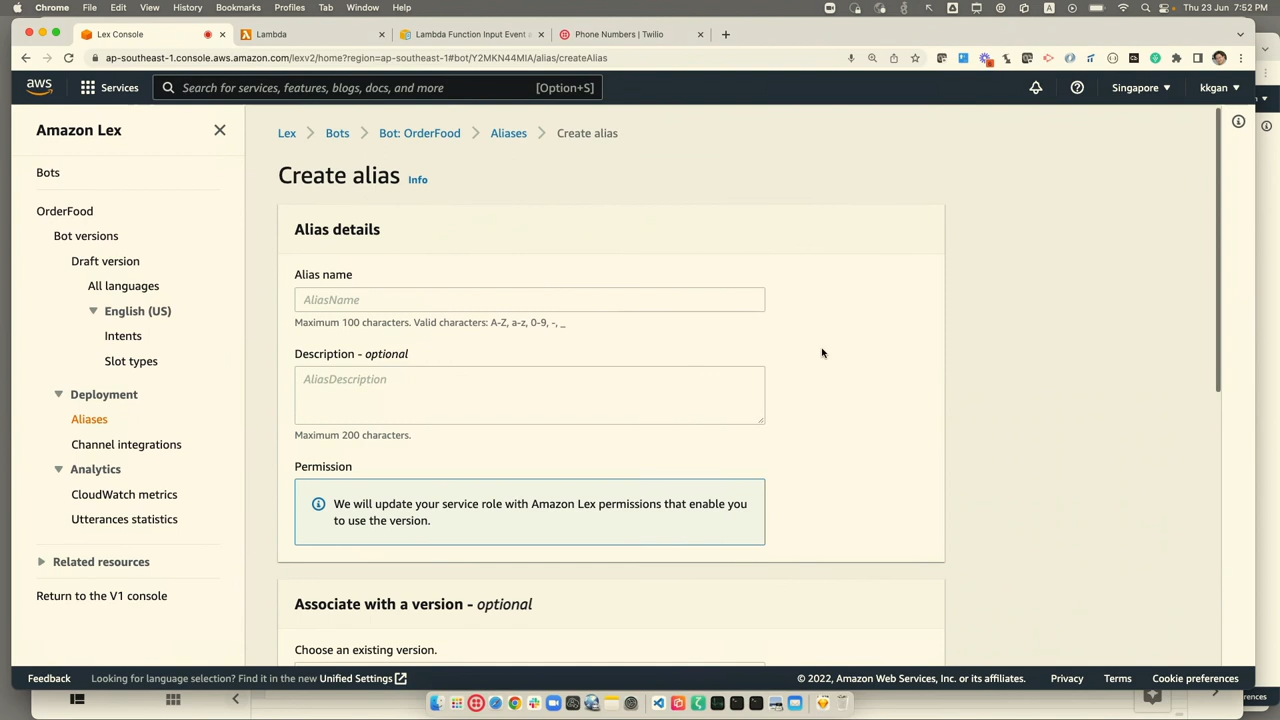 Chrome File Edit View History Bookmarks Profiles Tab Window Help
Thu 23 Jun 7:52 PM
Lex Console
Lambda
Lambda Function Input Event a
Phone Numbers | Twilio
ap-southeast-1.console.aws.amazon.com/lexv2/home?region=ap-southeast-1#bot/Y2MKN44MIA/alias/createAlias
aws
Services
Search for services, features, blogs, docs, and more
[Option+S]
Singapore
kkgan
Amazon Lex
Bots
OrderFood
Bot versions
Draft version
All languages
English (US)
Intents
Slot types
Deployment
Aliases
Channel integrations
Analytics
CloudWatch metrics
Utterances statistics
Related resources
Return to the V1 console
Lex Bots Bot: OrderFood Aliases Create alias
Create alias Info
Alias details
Alias name
AliasName
Maximum 100 characters. Valid characters: A-Z, a-z, 0-9, -, _
Description - optional
AliasDescription
Maximum 200 characters.
Permission
We will update your service role with Amazon Lex permissions that enable you
to use the version.
Associate with a version - optional
Choose an existing version.
Feedback
Looking for language selection? Find it in the new Unified Settings
© 2022, Amazon Web Services, Inc. or its affiliates.
Privacy
Terms
Cookie preferences